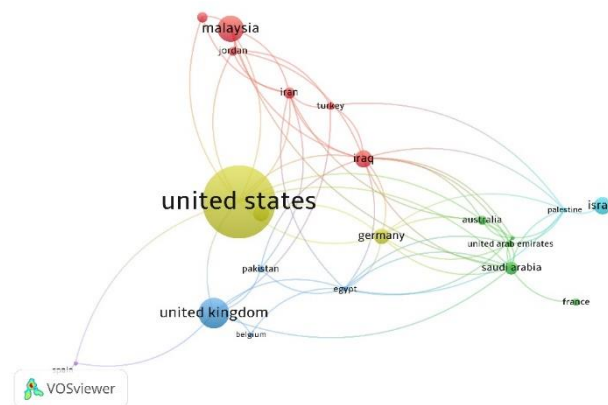 malaysia
jordan
iran
turkey
iraq
united states
palestine
isra
australia
germany
united arab emirates
pakistan
saudi arabia
egypt
france
united kingdom
belgium
VOSviewer